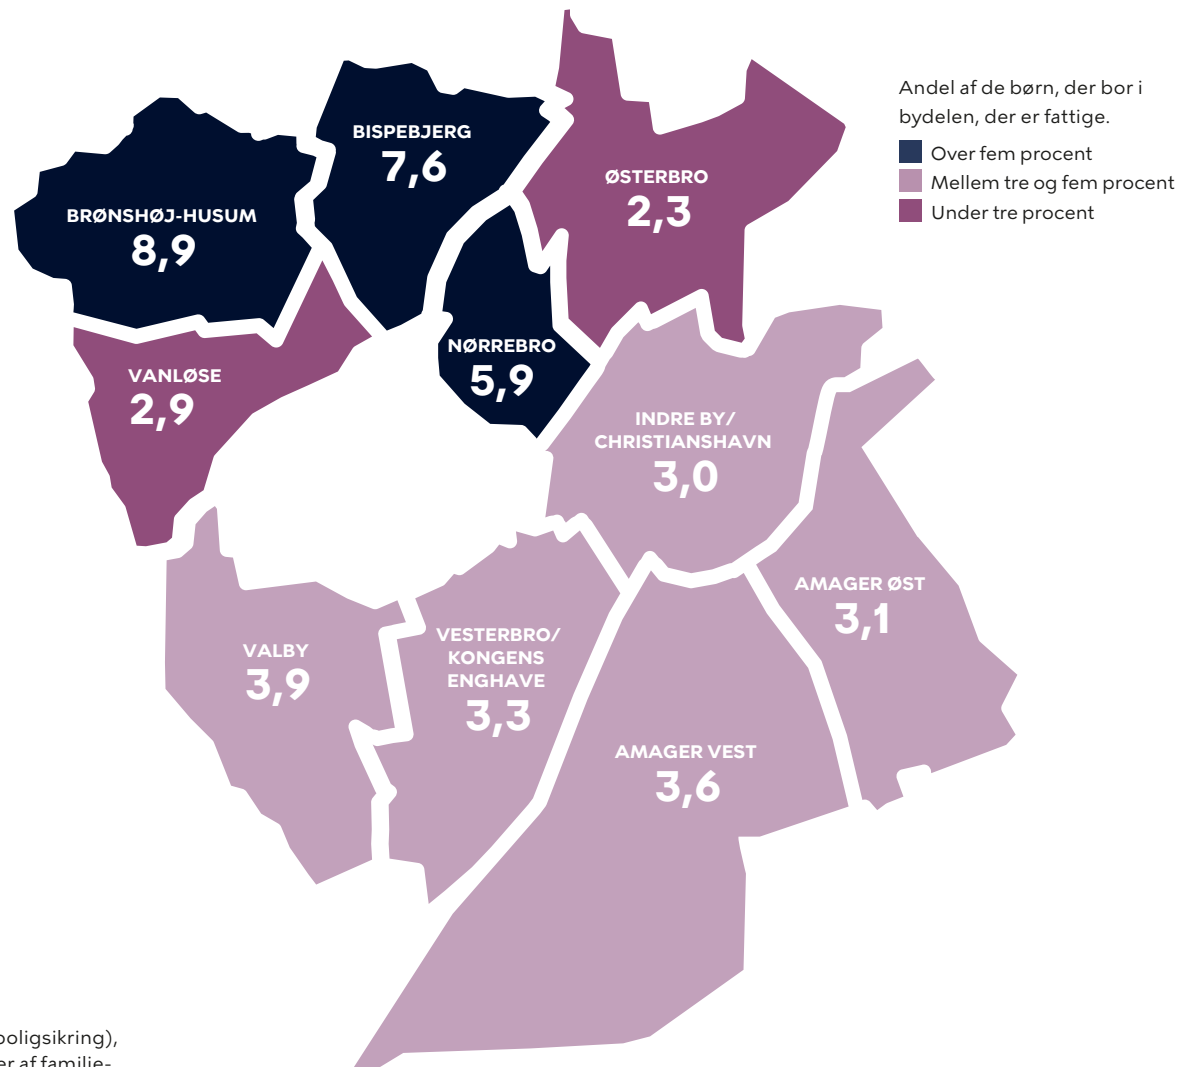 Andel af de børn, der bor i
bydelen, der er fattige.
Over fem procent
Mellem tre og fem procent
Under tre procent
BISPEBJERG
7,6
ØSTERBRO
2,3
BRØNSHØJ-HUSUM
8,9
NØRREBRO
5,9
VANLØSE
2,9
INDRE BY/
CHRISTIANSHAVN
3,0
AMAGER ØST
3,1
VESTERBRO/
KONGENS
ENGHAVE
3,3
VALBY
3,9
AMAGER VEST
3,6
boligsikring),
er af familie-